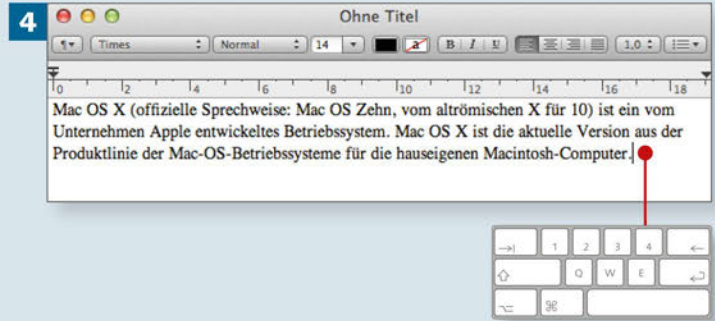 4
Ohne Titel
¶ Times Normal 14 a B I U 1,0
0 2 4 6 8 10 12 14 16 18
Mac OS X (offizielle Sprechweise: Mac OS Zehn, vom altrömischen X für 10) ist ein vom
Unternehmen Apple entwickeltes Betriebssystem. Mac OS X ist die aktuelle Version aus der
Produktlinie der Mac-OS-Betriebssysteme für die hauseigenen Macintosh-Computer.
1 2 3 4
Q W E